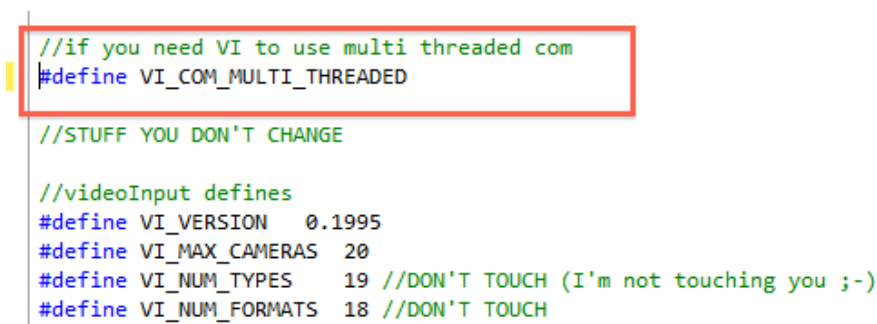 //if you need VI to use multi threaded com
#define VI_COM_MULTI_THREADED
//STUFF YOU DON'T CHANGE
//videoInput defines
#define VI_VERSION   0.1995
#define VI_MAX_CAMERAS  20
#define VI_NUM_TYPES    19 //DON'T TOUCH (I'm not touching you ;-)
#define VI_NUM_FORMATS  18 //DON'T TOUCH